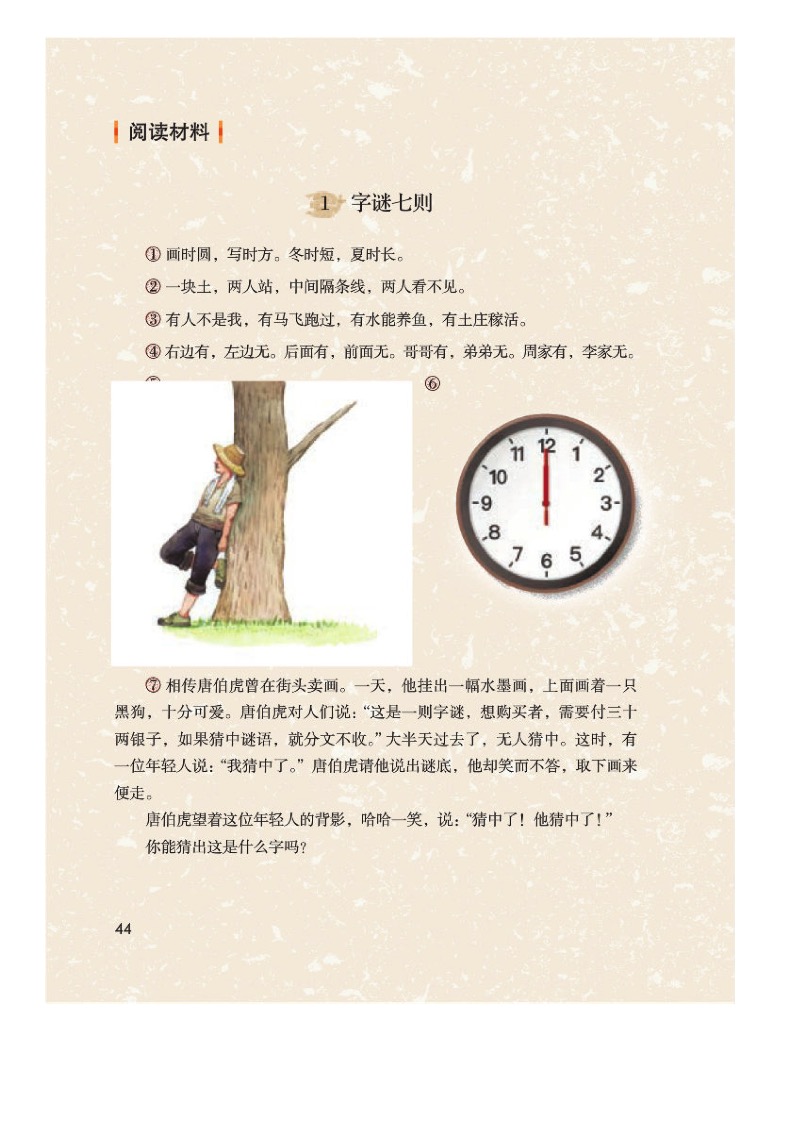 阅读材料
1 字谜七则
① 画时圆，写时方。冬时短，夏时长。
② 一块土，两人站，中间隔条线，两人看不见。
③ 有人不是我，有马飞跑过，有水能养鱼，有土庄稼活。
④ 右边有，左边无。后面有，前面无。哥哥有，弟弟无。周家有，李家无。
⑥
12
11 1
10 2
9 3
8 4
7 5
6
⑦ 相传唐伯虎曾在街头卖画。一天，他挂出一幅水墨画，上面画着一只
黑狗，十分可爱。唐伯虎对人们说：“这是一则字谜，想购买者，需要付三十
两银子，如果猜中谜语，就分文不收。”大半天过去了，无人猜中。这时，有
一位年轻人说：“我猜中了。”唐伯虎请他说出谜底，他却笑而不答，取下画来
便走。
唐伯虎望着这位年轻人的背影，哈哈一笑，说：“猜中了！他猜中了！”
你能猜出这是什么字吗？
44